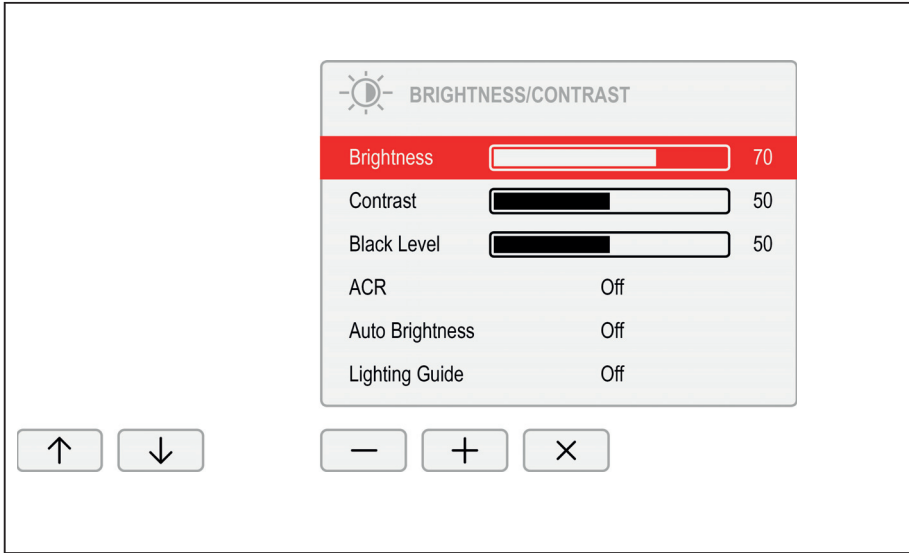 BRIGHTNESS/CONTRAST
Brightness 70
Contrast 50
Black Level 50
ACR Off
Auto Brightness Off
Lighting Guide Off